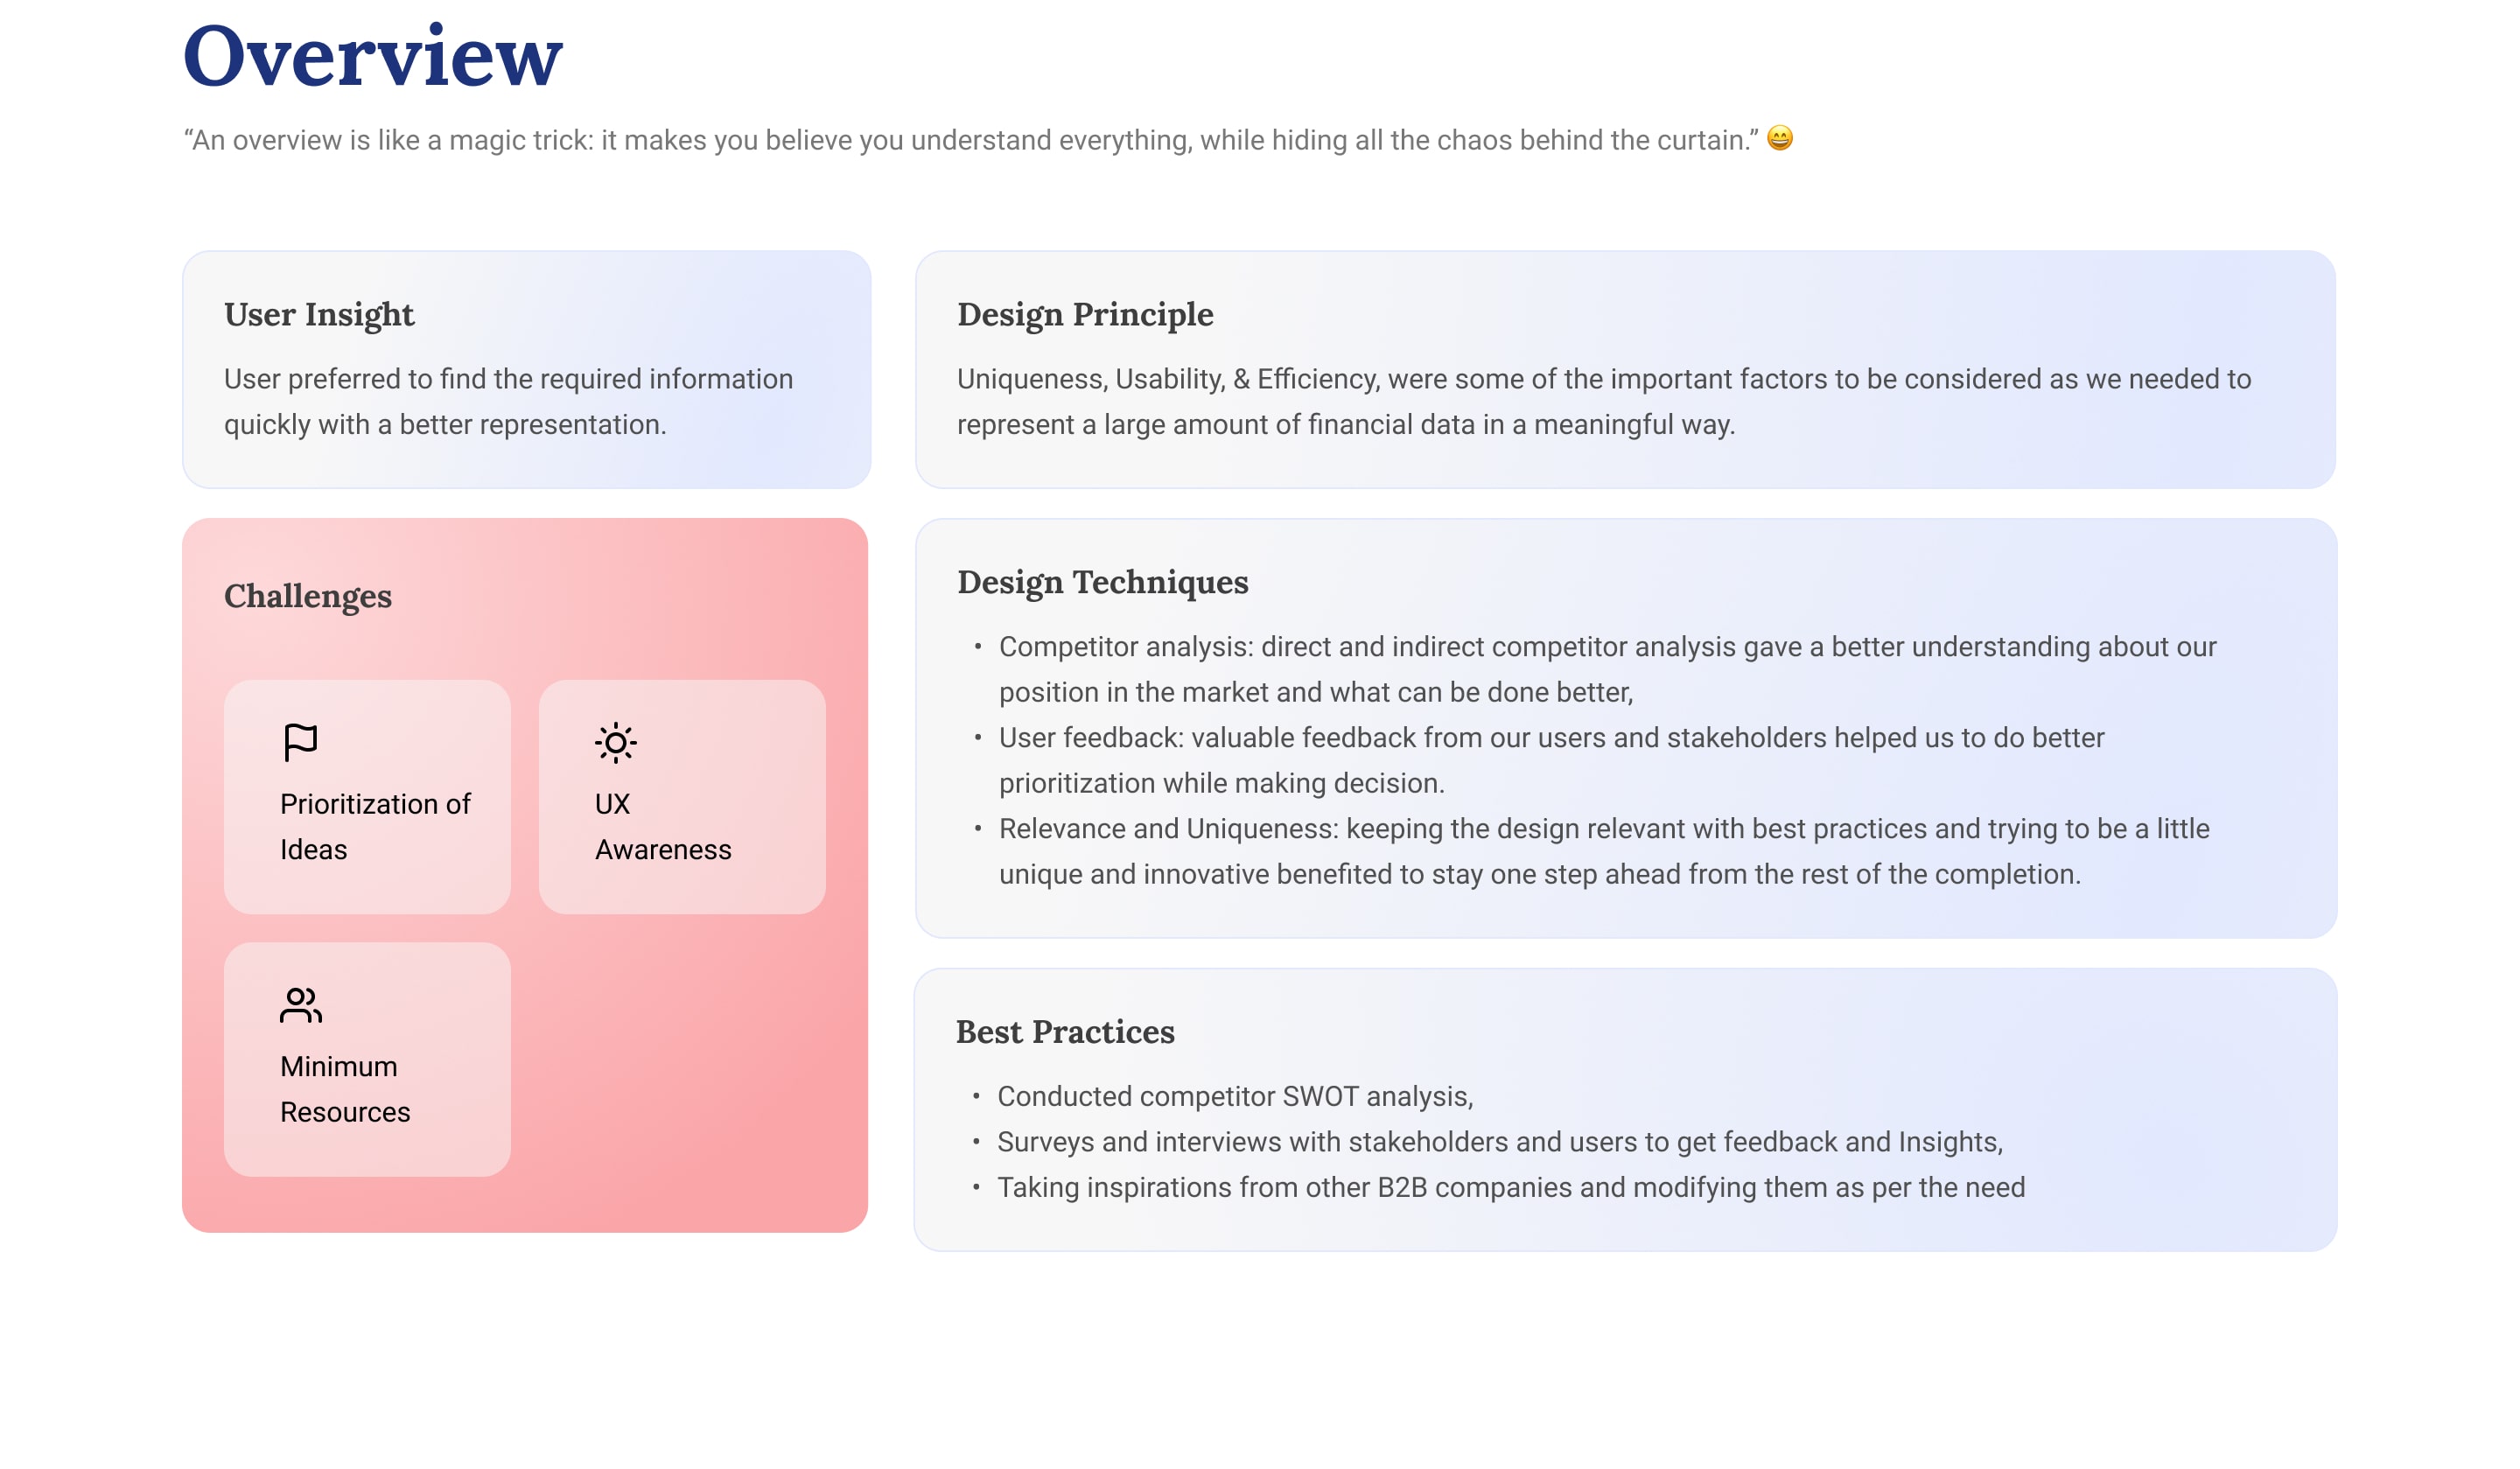 Overview
“An overview is like a magic trick: it makes you believe you understand everything, while hiding all the chaos behind the curtain.” 😄
User Insight
User preferred to find the required information
quickly with a better representation.
Design Principle
Uniqueness, Usability, & Efficiency, were some of the important factors to be considered as we needed to
represent a large amount of financial data in a meaningful way.
Challenges
Prioritization of
Ideas
UX
Awareness
Minimum
Resources
Design Techniques
• Competitor analysis: direct and indirect competitor analysis gave a better understanding about our
position in the market and what can be done better,
• User feedback: valuable feedback from our users and stakeholders helped us to do better
prioritization while making decision.
• Relevance and Uniqueness: keeping the design relevant with best practices and trying to be a little
unique and innovative benefited to stay one step ahead from the rest of the completion.
Best Practices
• Conducted competitor SWOT analysis,
• Surveys and interviews with stakeholders and users to get feedback and Insights,
• Taking inspirations from other B2B companies and modifying them as per the need